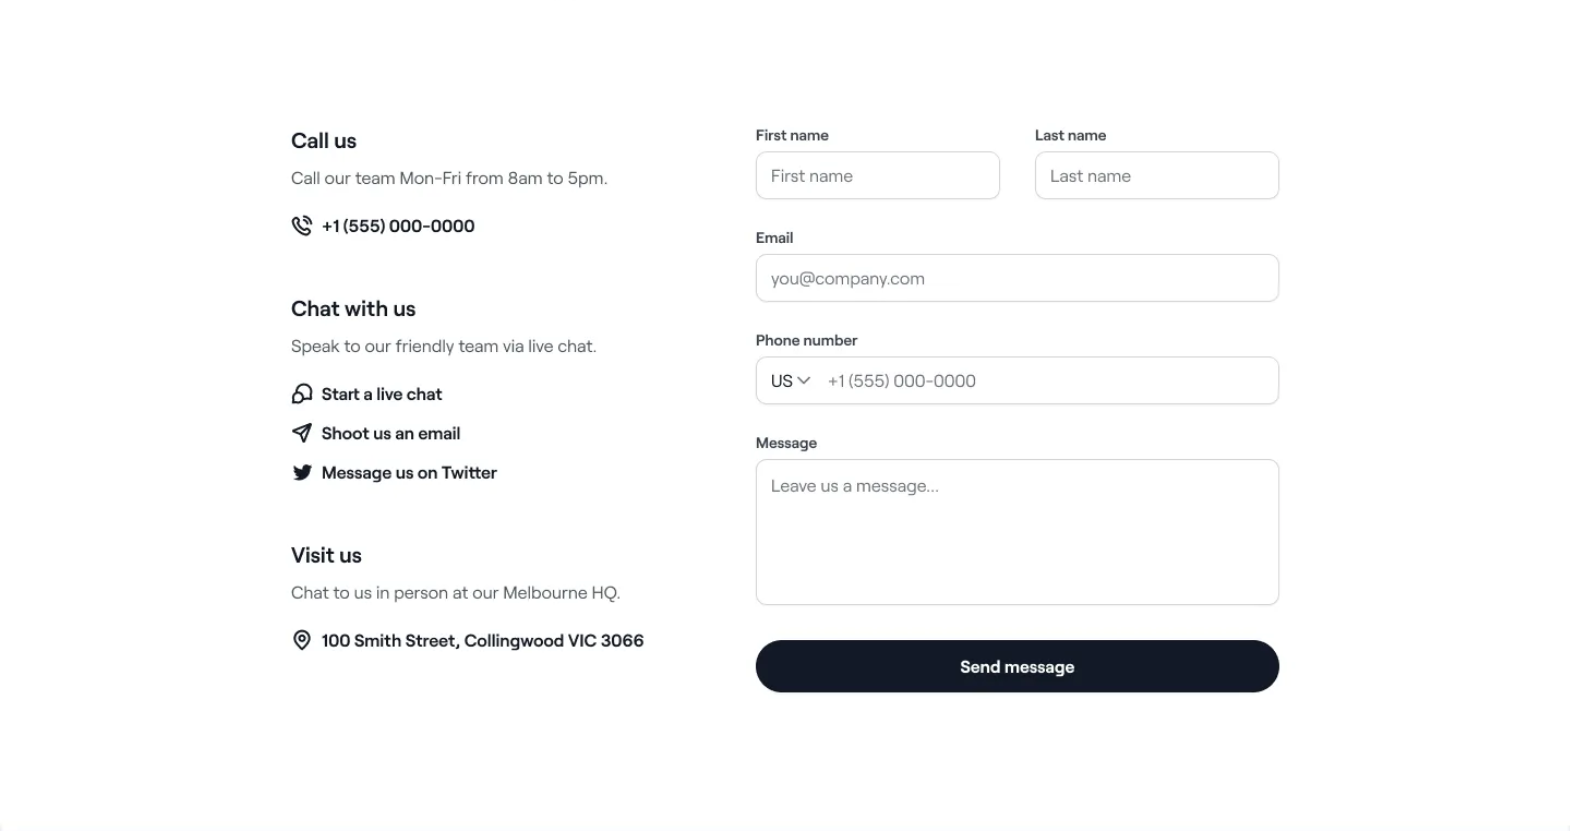 Call us
Call our team Mon-Fri from 8am to 5pm.
+1 (555) 000-0000
Chat with us
Speak to our friendly team via live chat.
Start a live chat
Shoot us an email
Message us on Twitter
Visit us
Chat to us in person at our Melbourne HQ.
100 Smith Street, Collingwood VIC 3066
First name
First name
Last name
Last name
Email
you@company.com
Phone number
US +1 (555) 000-0000
Message
Leave us a message...
Send message